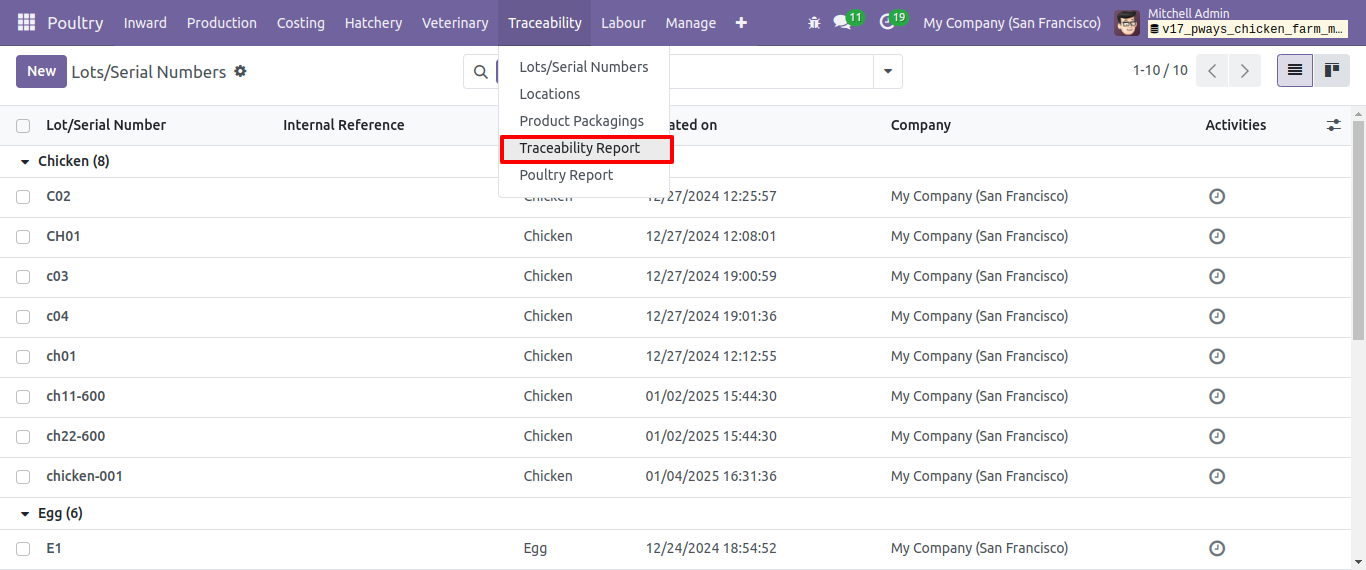 Poultry Inward Production Costing Hatchery Veterinary Traceability Labour Manage 11 19 My Company (San Francisco) Mitchell Admin
v17_pways_chicken_farm_m...
New Lots/Serial Numbers 1-10 / 10
Lots/Serial Numbers
Locations
Product Packagings
Traceability Report
Poultry Report
Lot/Serial Number Internal Reference ated on Company Activities
Chicken (8)
C02 Chicken 12/27/2024 12:25:57 My Company (San Francisco)
CH01 Chicken 12/27/2024 12:08:01 My Company (San Francisco)
c03 Chicken 12/27/2024 19:00:59 My Company (San Francisco)
c04 Chicken 12/27/2024 19:01:36 My Company (San Francisco)
ch01 Chicken 12/27/2024 12:12:55 My Company (San Francisco)
ch11-600 Chicken 01/02/2025 15:44:30 My Company (San Francisco)
ch22-600 Chicken 01/02/2025 15:44:30 My Company (San Francisco)
chicken-001 Chicken 01/04/2025 16:31:36 My Company (San Francisco)
Egg (6)
E1 Egg 12/24/2024 18:54:52 My Company (San Francisco)